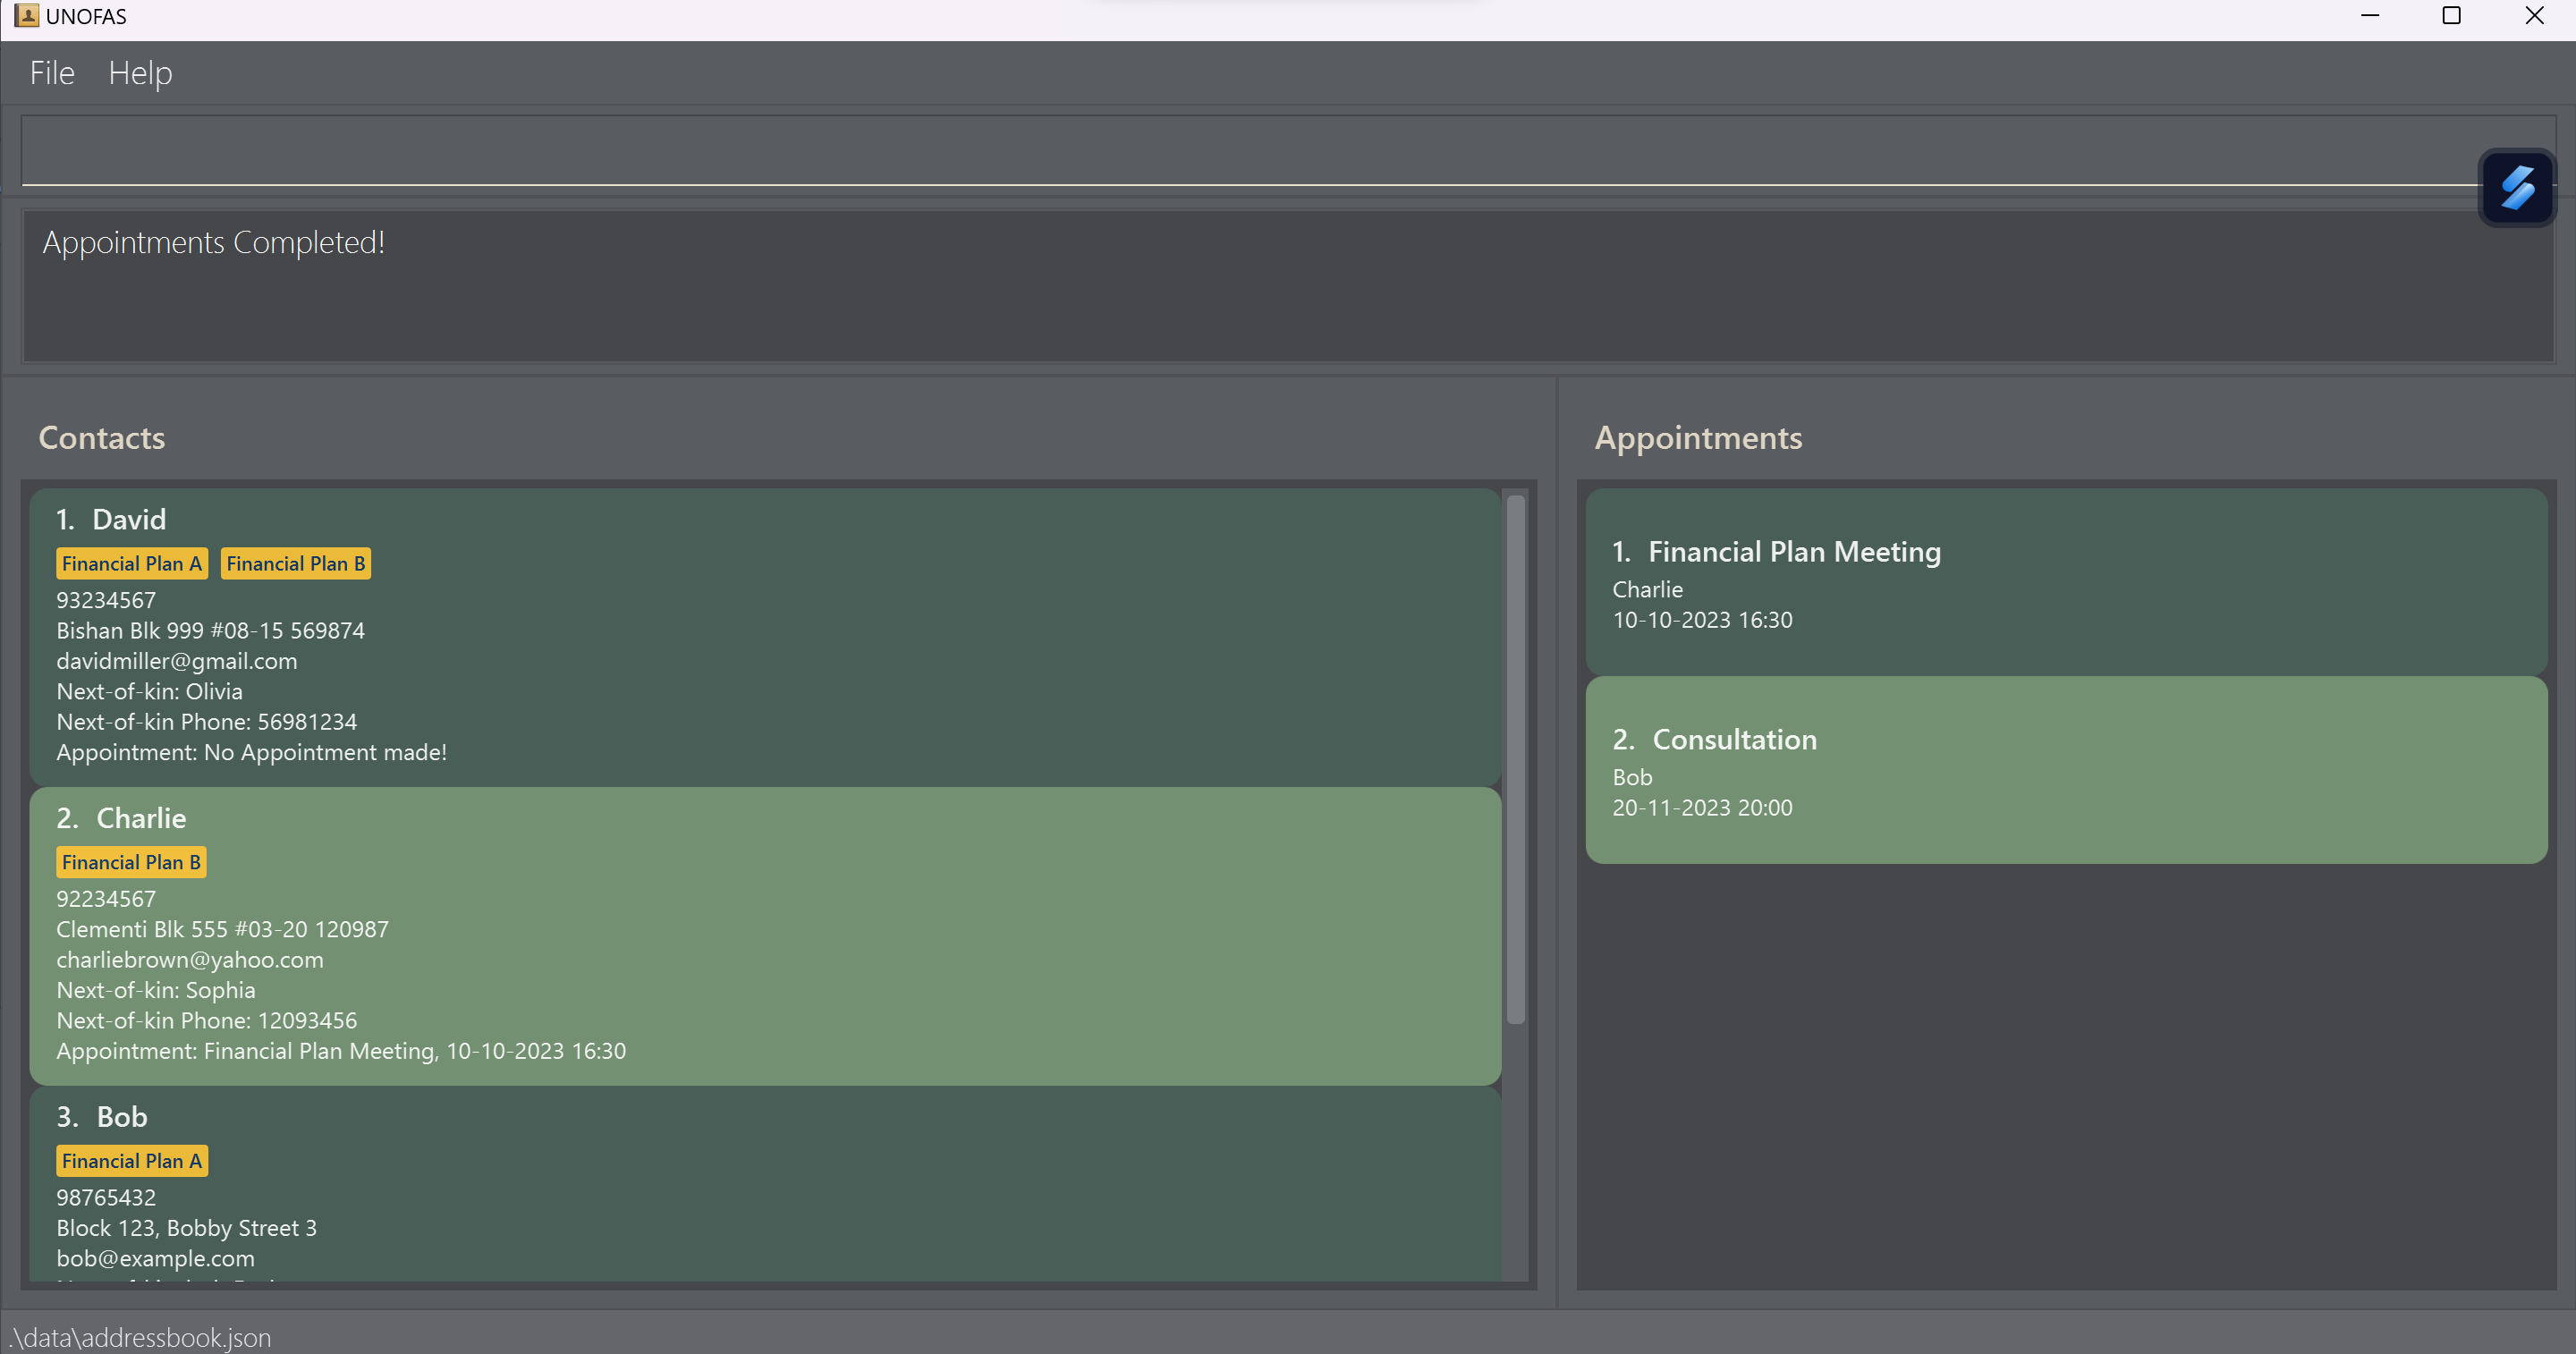 UNOFAS
File Help
Appointments Completed!
Contacts
1. David
Financial Plan A Financial Plan B
93234567
Bishan Blk 999 #08-15 569874
davidmiller@gmail.com
Next-of-kin: Olivia
Next-of-kin Phone: 56981234
Appointment: No Appointment made!
2. Charlie
Financial Plan B
92234567
Clementi Blk 555 #03-20 120987
charliebrown@yahoo.com
Next-of-kin: Sophia
Next-of-kin Phone: 12093456
Appointment: Financial Plan Meeting, 10-10-2023 16:30
3. Bob
Financial Plan A
98765432
Block 123, Bobby Street 3
bob@example.com
Appointments
1. Financial Plan Meeting
Charlie
10-10-2023 16:30
2. Consultation
Bob
20-11-2023 20:00
.\data\addressbook.json